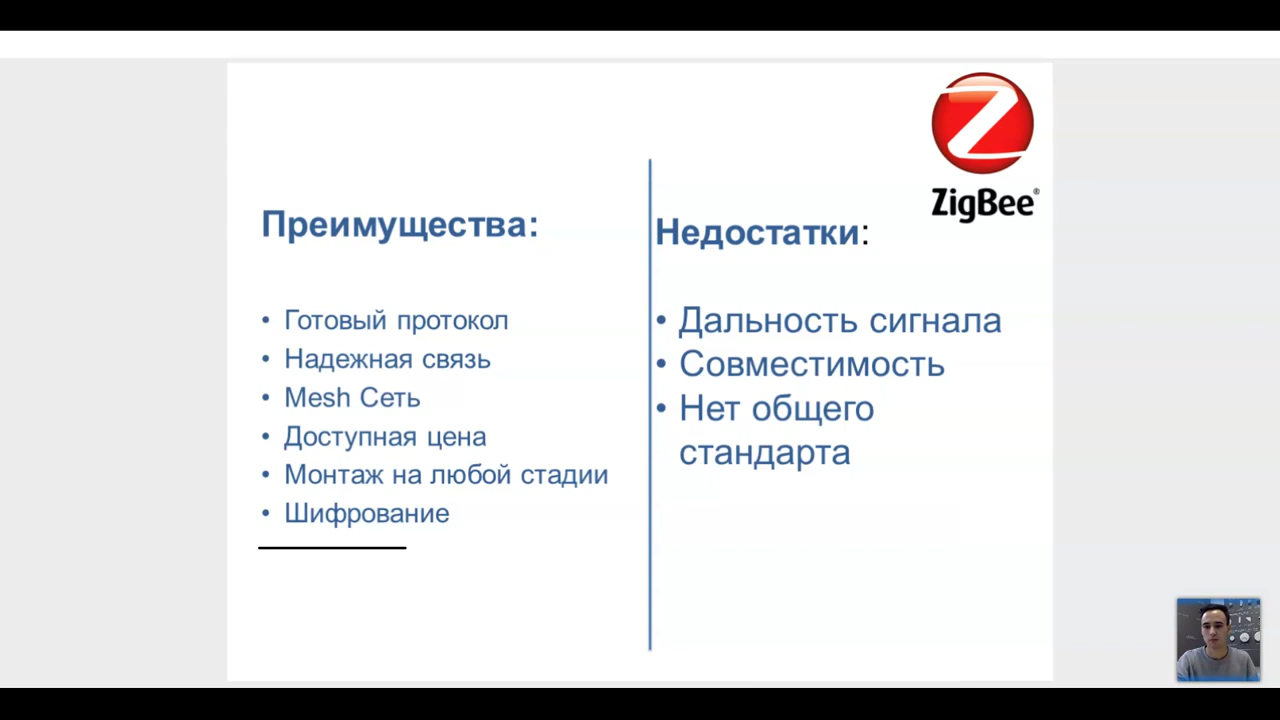 ZigBee®
Преимущества:
• Готовый протокол
• Надежная связь
• Mesh Сеть
• Доступная цена
• Монтаж на любой стадии
• Шифрование
Недостатки:
• Дальность сигнала
• Совместимость
• Нет общего
стандарта